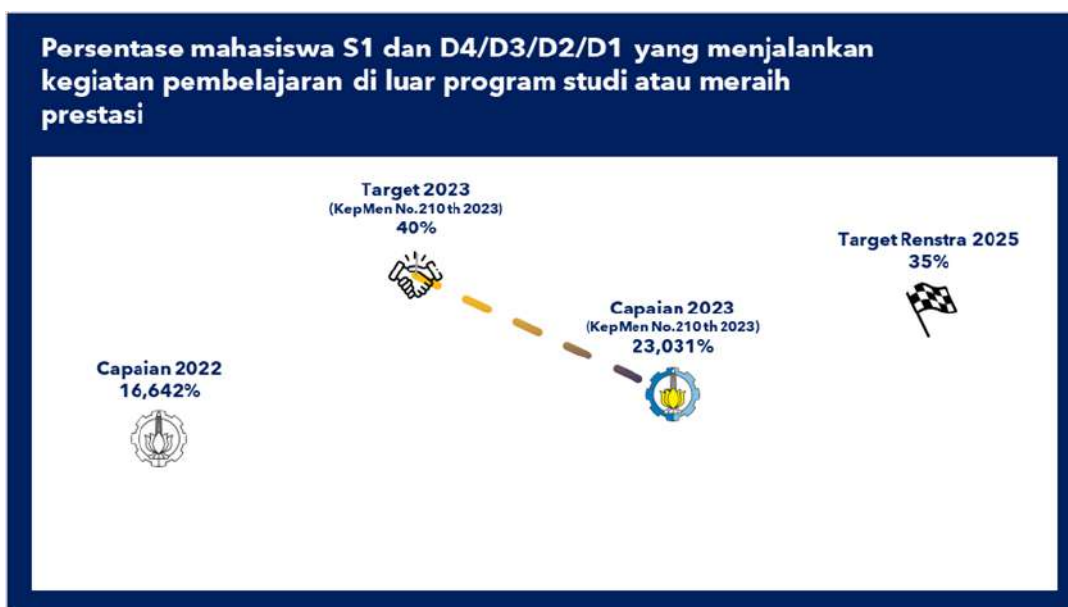 Persentase mahasiswa S1 dan D4/D3/D2/D1 yang menjalankan
kegiatan pembelajaran di luar program studi atau meraih
prestasi
Capaian 2022
16,642%
Target 2023
(KepMen No.210 th 2023)
40%
Capaian 2023
(KepMen No.210 th 2023)
23,031%
Target Renstra 2025
35%